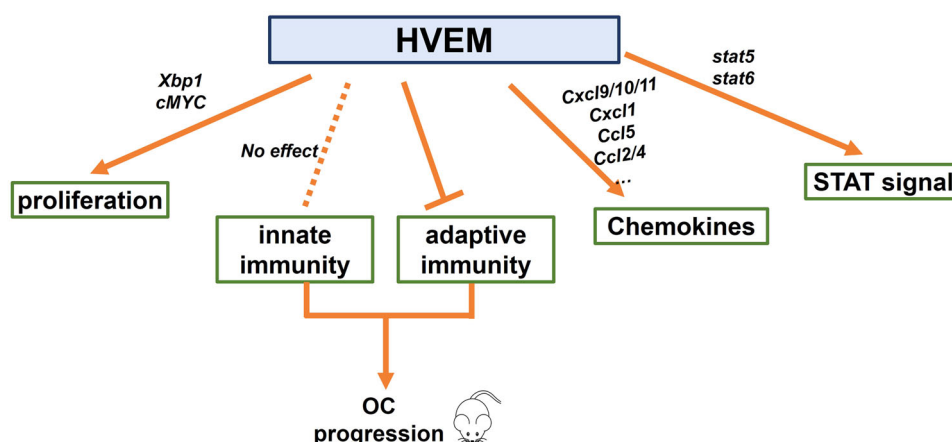 HVEM
Xbp1
cMYC
No effect
Cxcl9/10/11
Cxcl1
Ccl5
Ccl2/4
...
stat5
stat6
proliferation
innate
immunity
adaptive
immunity
Chemokines
STAT signal
OC
progression